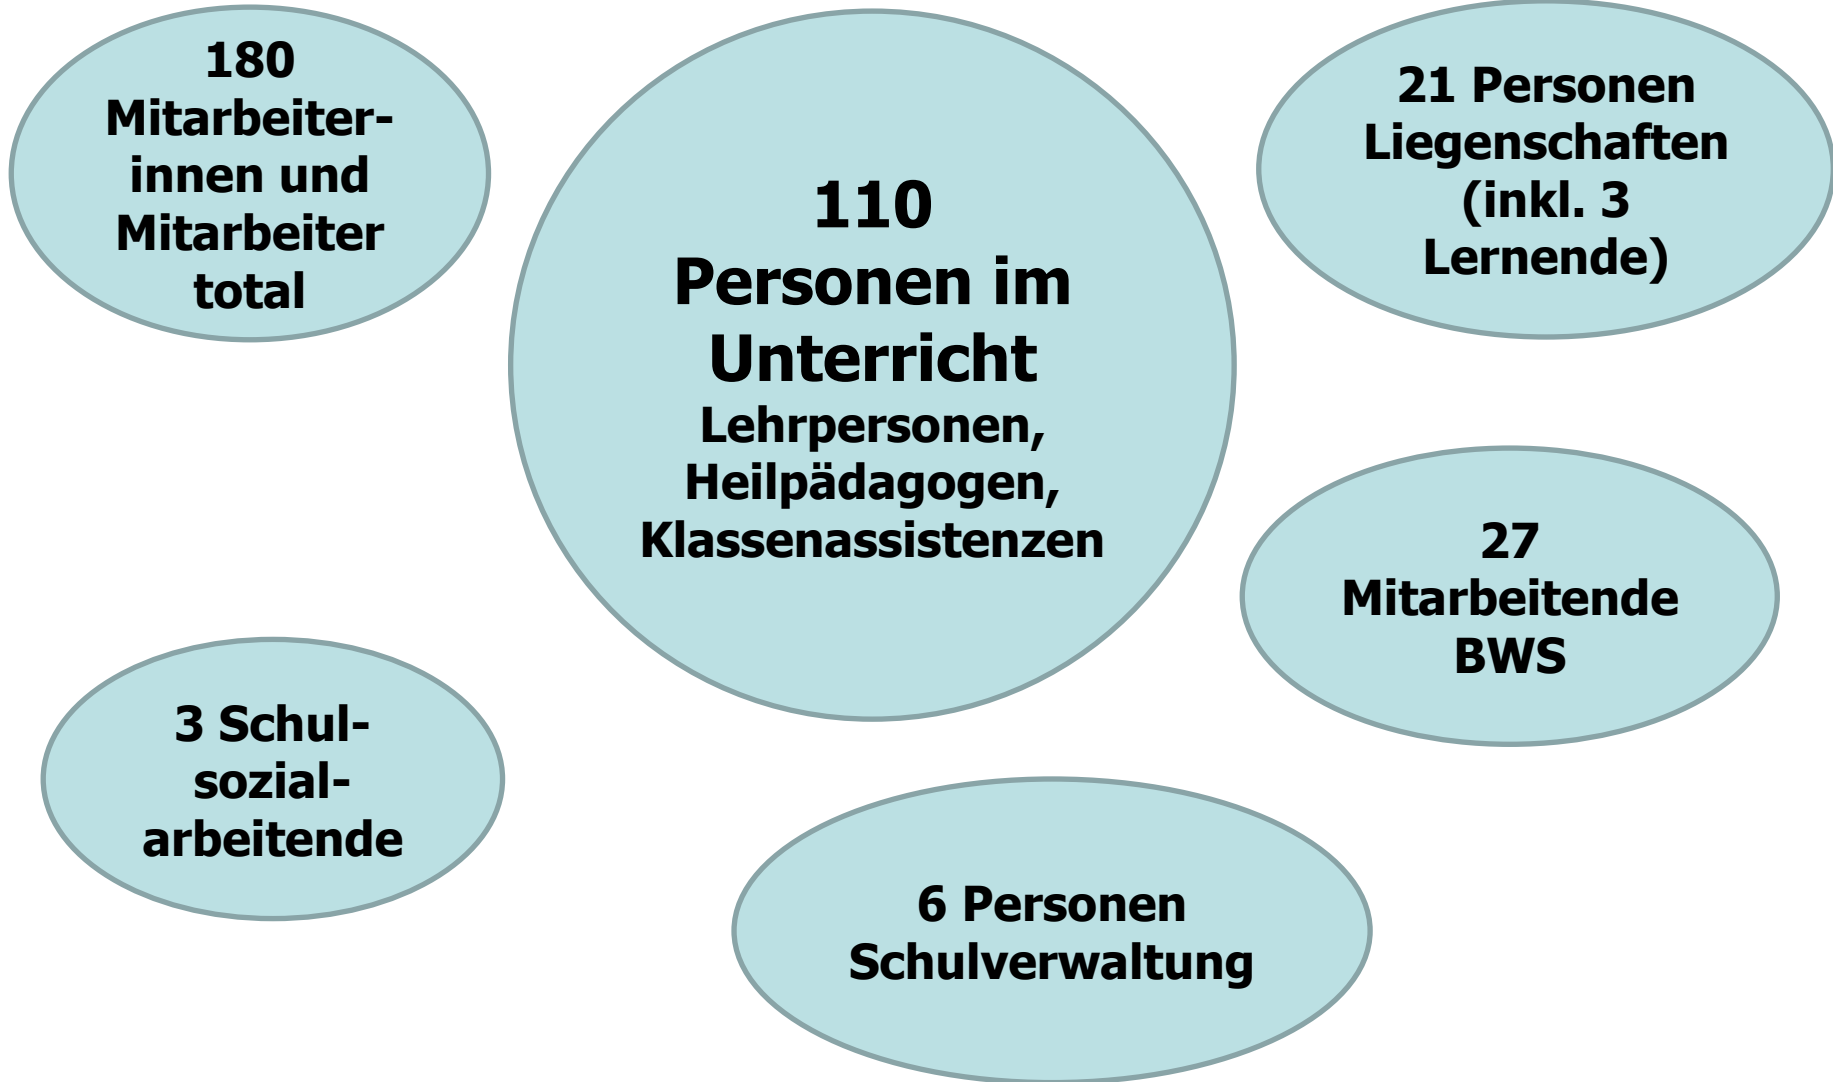 180
Mitarbeiter-
innen und
Mitarbeiter
total
110
Personen im
Unterricht
Lehrpersonen,
Heilpädagogen,
Klassenassistenzen
21 Personen
Liegenschaften
(inkl. 3
Lernende)
27
Mitarbeitende
BWS
3 Schul-
sozial-
arbeitende
6 Personen
Schulverwaltung